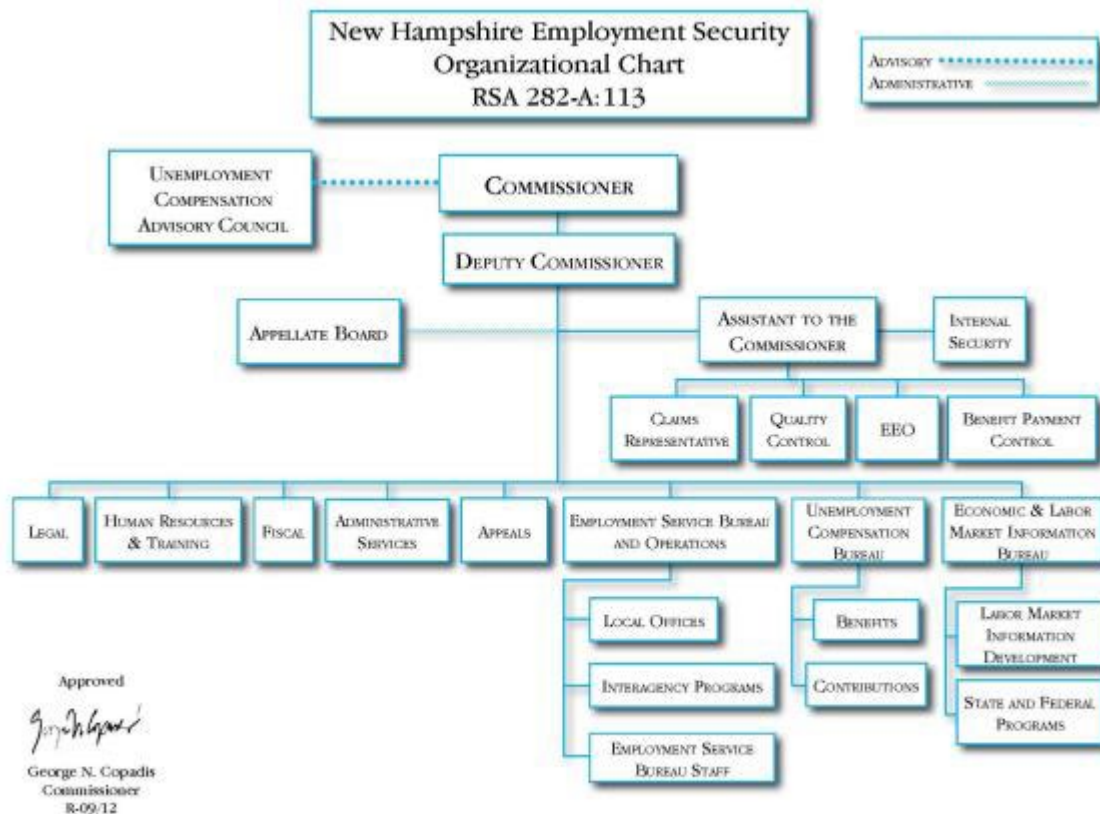 New Hampshire Employment Security
Organizational Chart
RSA 282-A:113
ADVISORY
ADMINISTRATIVE
UNEMPLOYMENT
COMPENSATION
ADVISORY COUNCIL
COMMISSIONER
DEPUTY COMMISSIONER
APPELLATE BOARD
ASSISTANT TO THE
COMMISSIONER
INTERNAL
SECURITY
CLAIMS
REPRESENTATIVE
QUALITY
CONTROL
EEO
BENEFIT PAYMENT
CONTROL
LEGAL
HUMAN RESOURCES
& TRAINING
FISCAL
ADMINISTRATIVE
SERVICES
APPEALS
EMPLOYMENT SERVICE BUREAU
AND OPERATIONS
UNEMPLOYMENT
COMPENSATION
BUREAU
ECONOMIC & LABOR
MARKET INFORMATION
BUREAU
LOCAL OFFICES
INTERAGENCY PROGRAMS
EMPLOYMENT SERVICE
BUREAU STAFF
BENEFITS
CONTRIBUTIONS
LABOR MARKET
INFORMATION
DEVELOPMENT
STATE AND FEDERAL
PROGRAMS
Approved
George N. Copadis
Commissioner
R-09/12